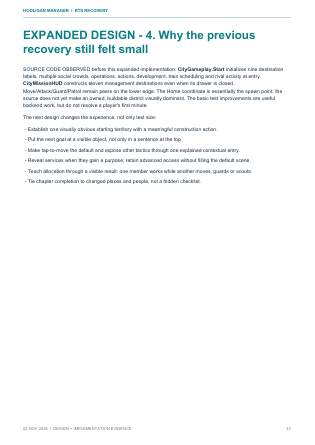 HOOLIGAN MANAGER / RTS RECOVERY
EXPANDED DESIGN - 4. Why the previous
recovery still felt small
SOURCE CODE OBSERVED before this expanded implementation: CityGameplay.Start initializes nine destination
labels, multiple social crowds, operations, actions, development, train scheduling and rival activity at entry.
CityMissionHUD constructs eleven management destinations even when its drawer is closed.
Move/Attack/Guard/Patrol remain peers on the lower edge. The Home coordinate is essentially the spawn point; the
source does not yet make an owned, buildable district visually dominant. The basic test improvements are useful
backend work, but do not resolve a player's first minute.
The next design changes the experience, not only text size:
- Establish one visually obvious starting territory with a meaningful construction action.
- Put the next goal at a visible object, not only in a sentence at the top.
- Make tap-to-move the default and expose other tactics through one explained contextual entry.
- Reveal services when they gain a purpose; retain advanced access without filling the default scene.
- Teach allocation through a visible result: one member works while another moves, guards or scouts.
- Tie chapter completion to changed places and people, not a hidden checklist.
02 NOV 2025 | DESIGN + IMPLEMENTATION EVIDENCE